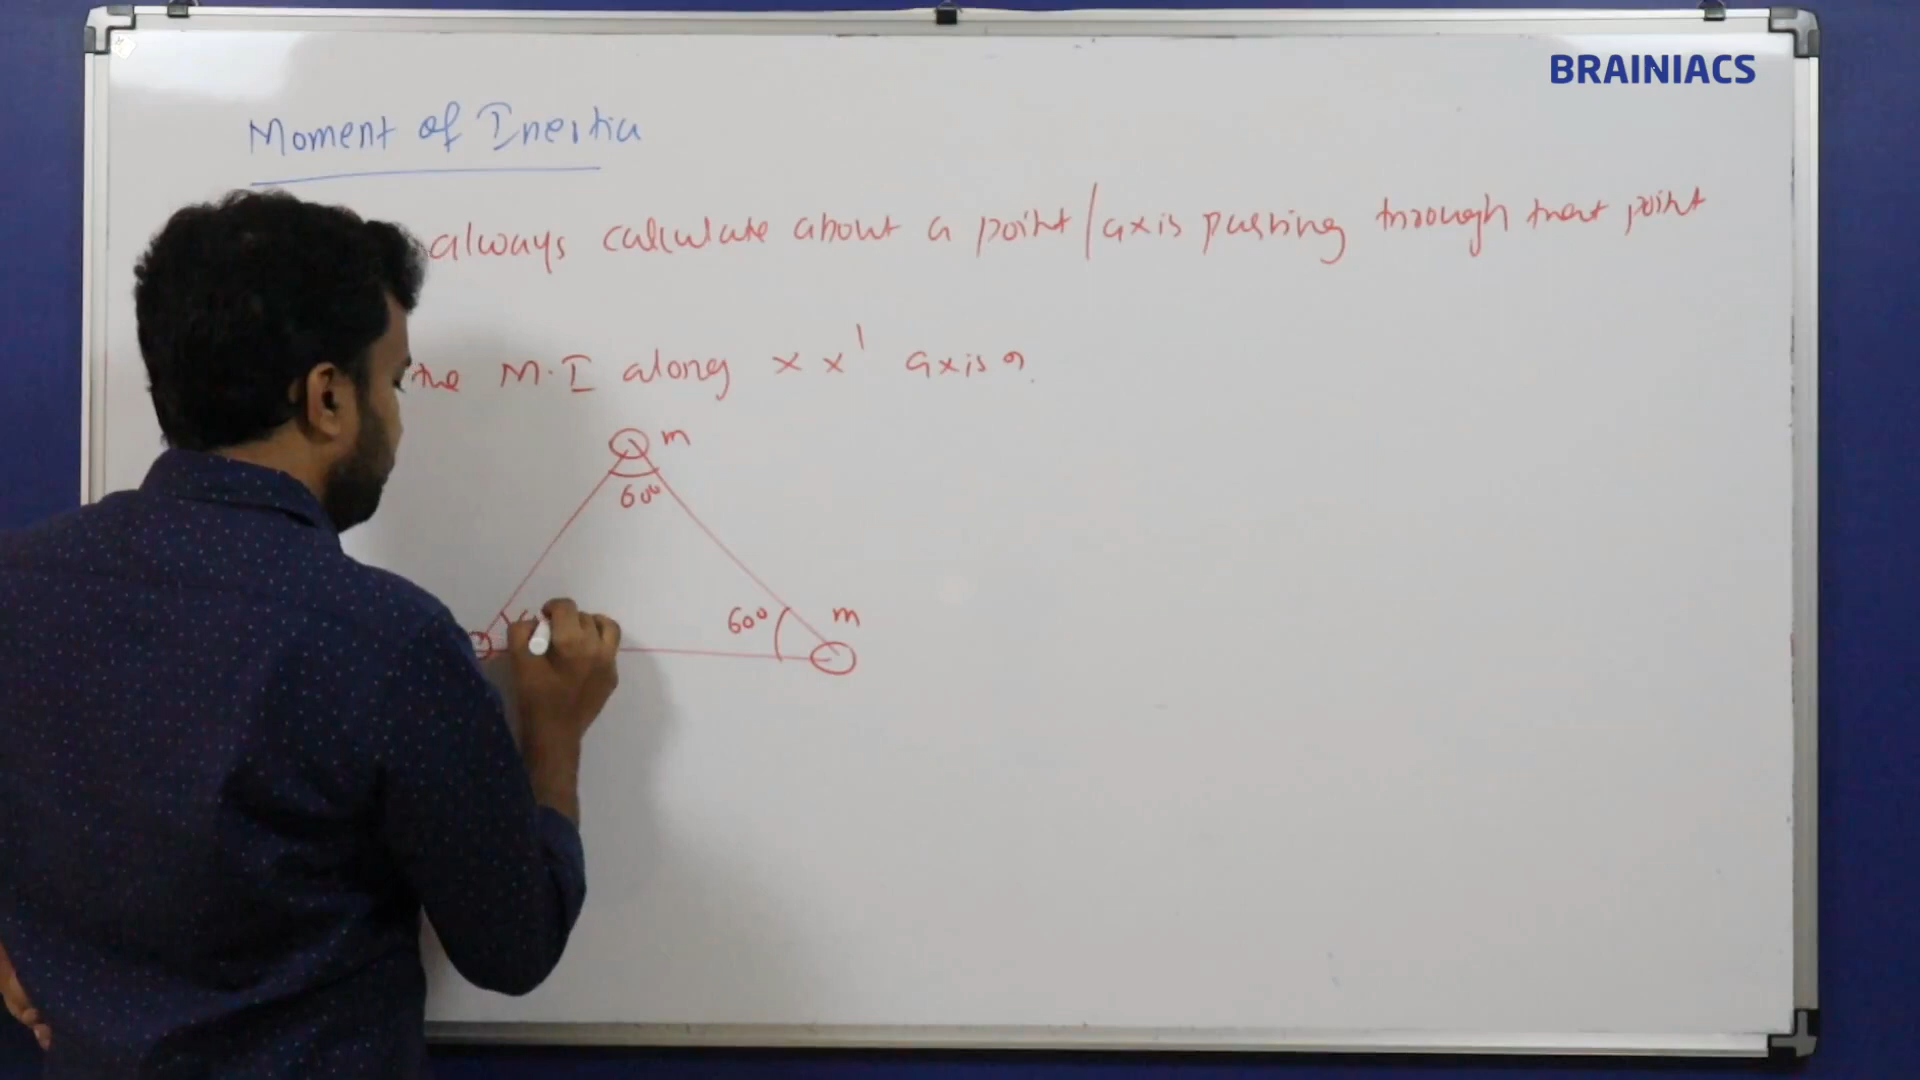 BRAINIACS
Moment of Inertia
always calculate about a point/axis passing through that point
the M.I along x x' axis ?
m
60°
60° m